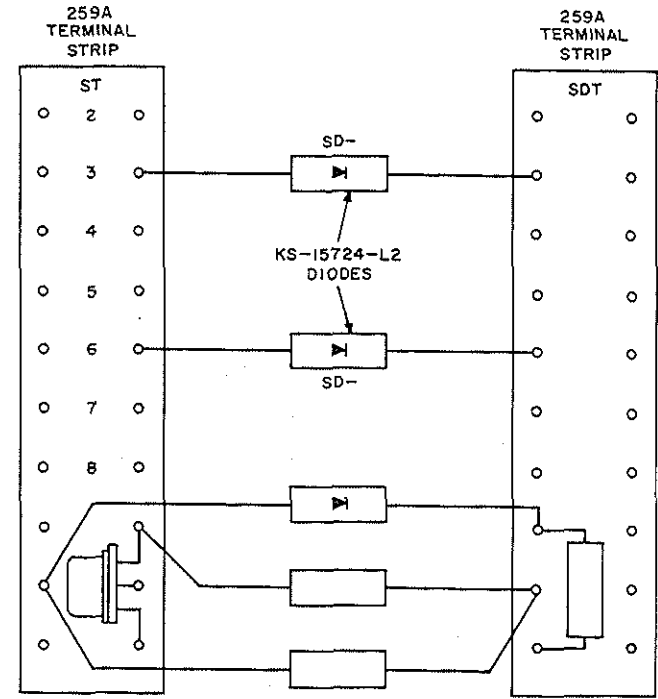 259A
TERMINAL
STRIP
259A
TERMINAL
STRIP
ST
SDT
2
SD-
3
4
KS-15724-L2
DIODES
5
6
SD-
7
8